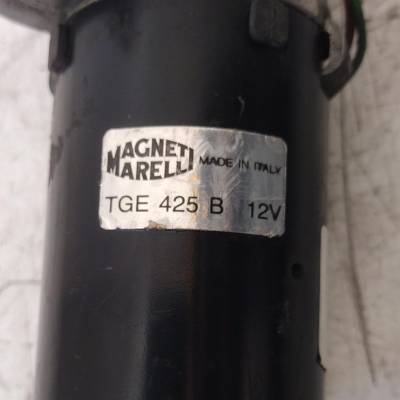 MAGNETI
MARELLI
MADE IN ITALY
TGE 425 B 12V